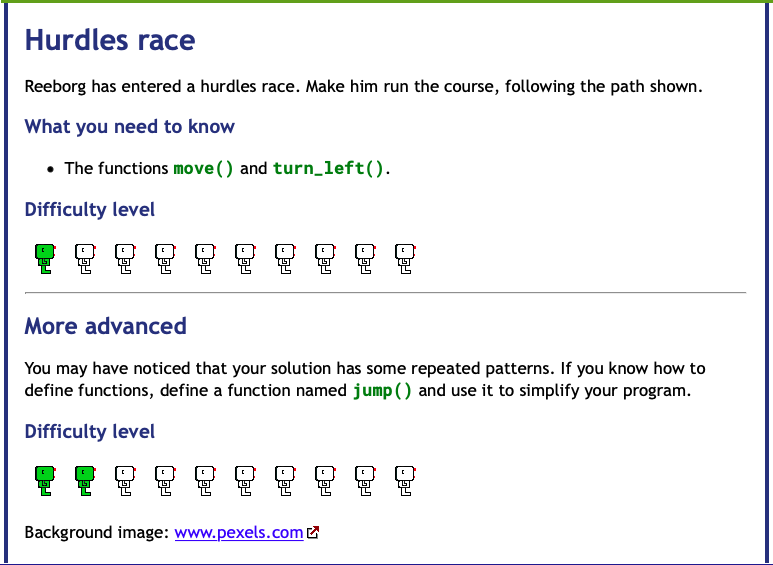 Hurdles race
Reeborg has entered a hurdles race. Make him run the course, following the path shown.
What you need to know
• The functions move() and turn_left().
Difficulty level
More advanced
You may have noticed that your solution has some repeated patterns. If you know how to
define functions, define a function named jump() and use it to simplify your program.
Difficulty level
Background image: www.pexels.com